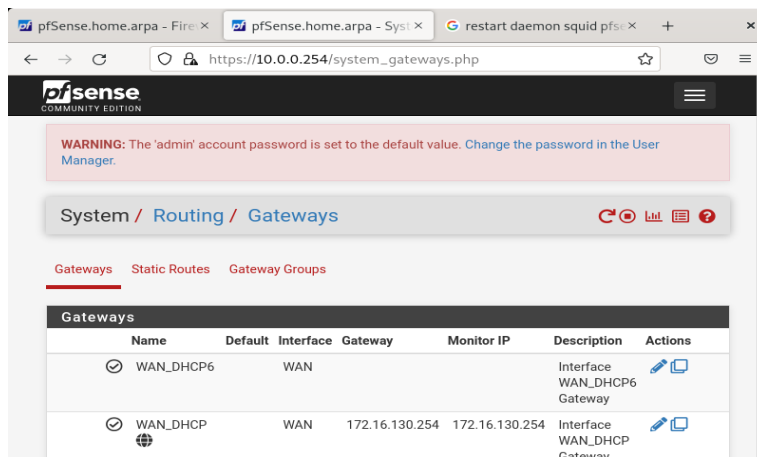 pfSense.home.arpa - Fire
pfSense.home.arpa - Syst
restart daemon squid pfse
https://10.0.0.254/system_gateways.php
pfsense
COMMUNITY EDITION
WARNING: The 'admin' account password is set to the default value. Change the password in the User
Manager.
System / Routing / Gateways
Gateways Static Routes Gateway Groups
Gateways
Name Default Interface Gateway Monitor IP Description Actions
WAN_DHCP6 WAN Interface
WAN_DHCP6
Gateway
WAN_DHCP WAN 172.16.130.254 172.16.130.254 Interface
WAN_DHCP
Gateway